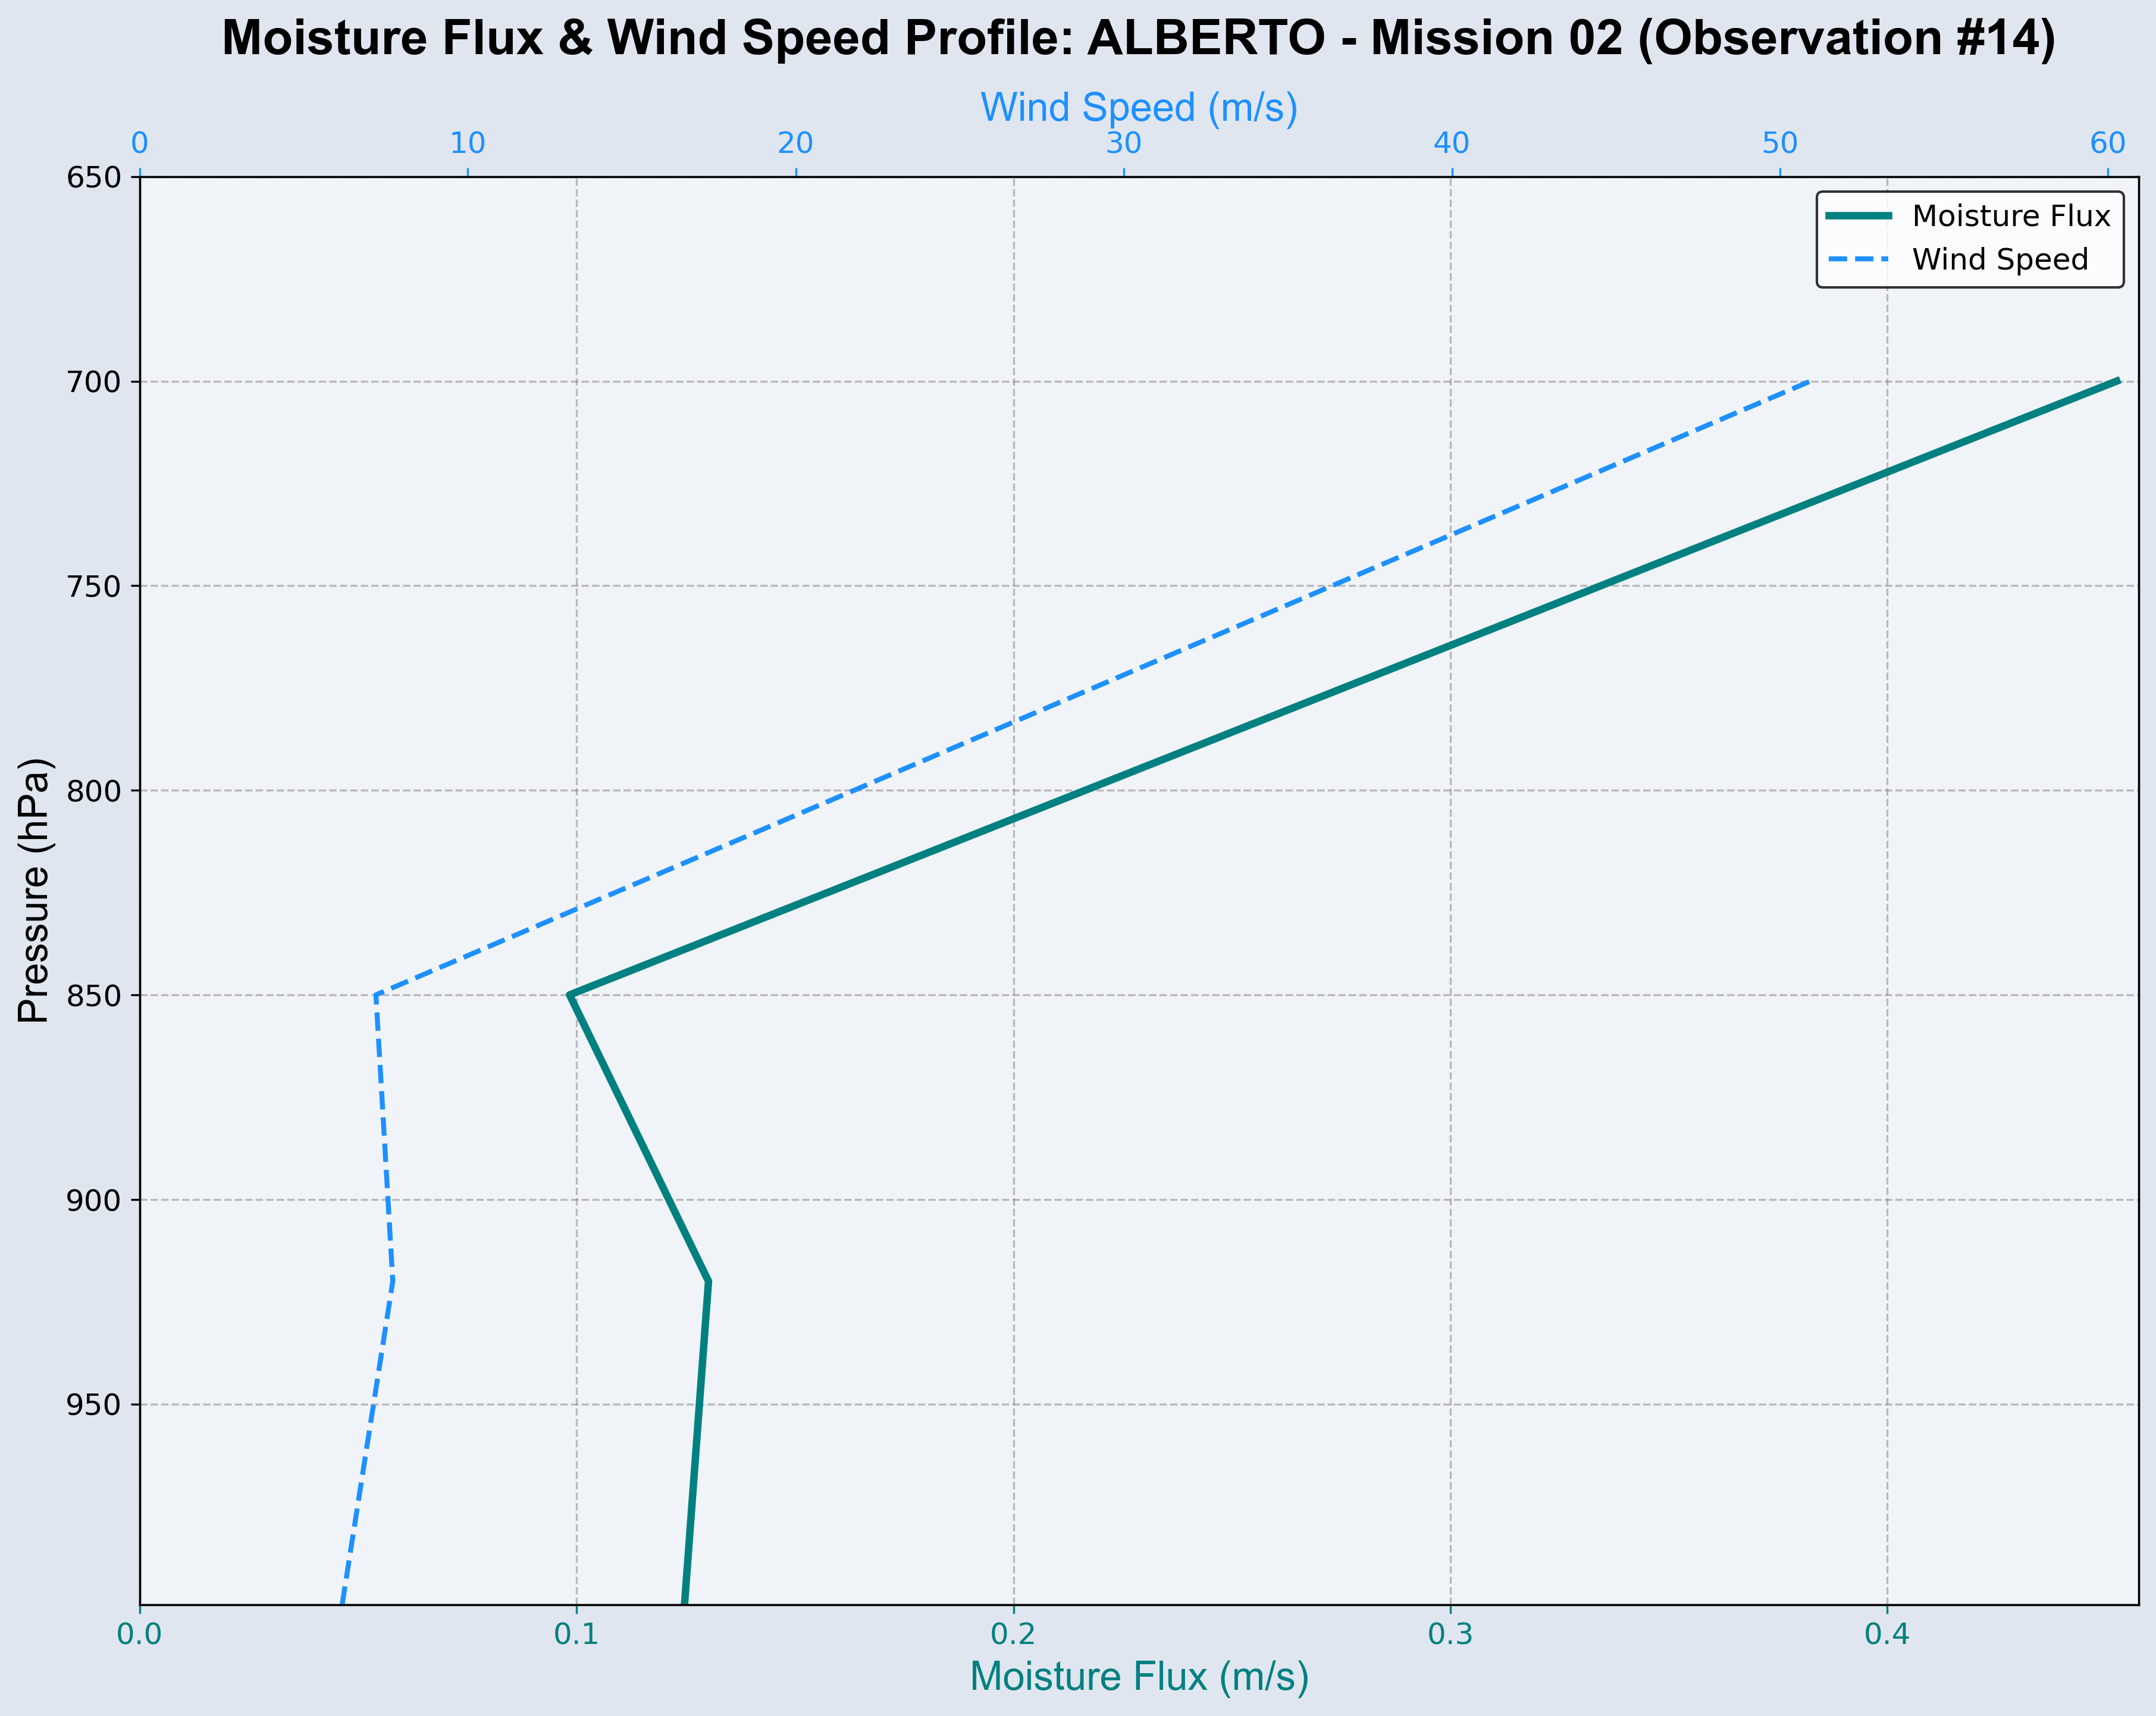 Moisture Flux & Wind Speed Profile: ALBERTO - Mission 02 (Observation #14)
Wind Speed (m/s)
0 10 20 30 40 50 60
Moisture Flux
Wind Speed
Pressure (hPa)
650
700
750
800
850
900
950
0.0 0.1 0.2 0.3 0.4
Moisture Flux (m/s)